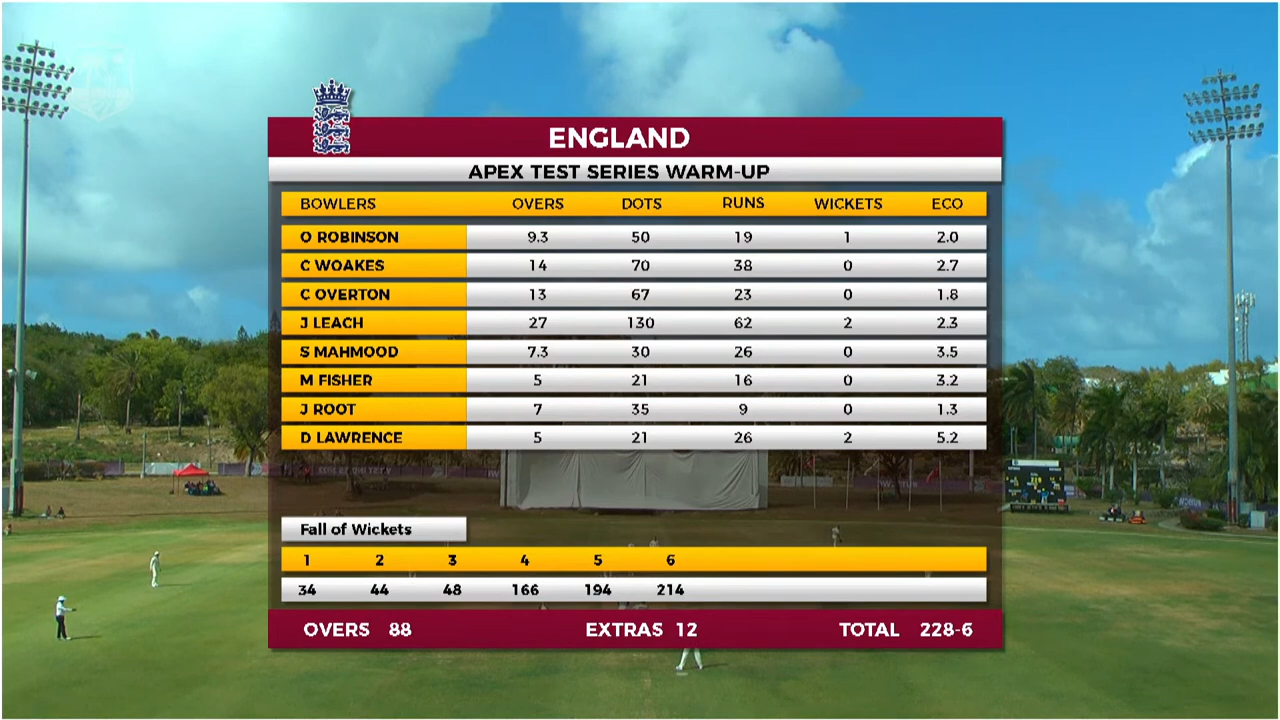 ENGLAND
APEX TEST SERIES WARM-UP
BOWLERS OVERS DOTS RUNS WICKETS ECO
O ROBINSON 9.3 50 19 1 2.0
C WOAKES 14 70 38 0 2.7
C OVERTON 13 67 23 0 1.8
J LEACH 27 130 62 2 2.3
S MAHMOOD 7.3 30 26 0 3.5
M FISHER 5 21 16 0 3.2
J ROOT 7 35 9 0 1.3
D LAWRENCE 5 21 26 2 5.2
Fall of Wickets
1 2 3 4 5 6
34 44 48 166 194 214
OVERS 88 EXTRAS 12 TOTAL 228-6